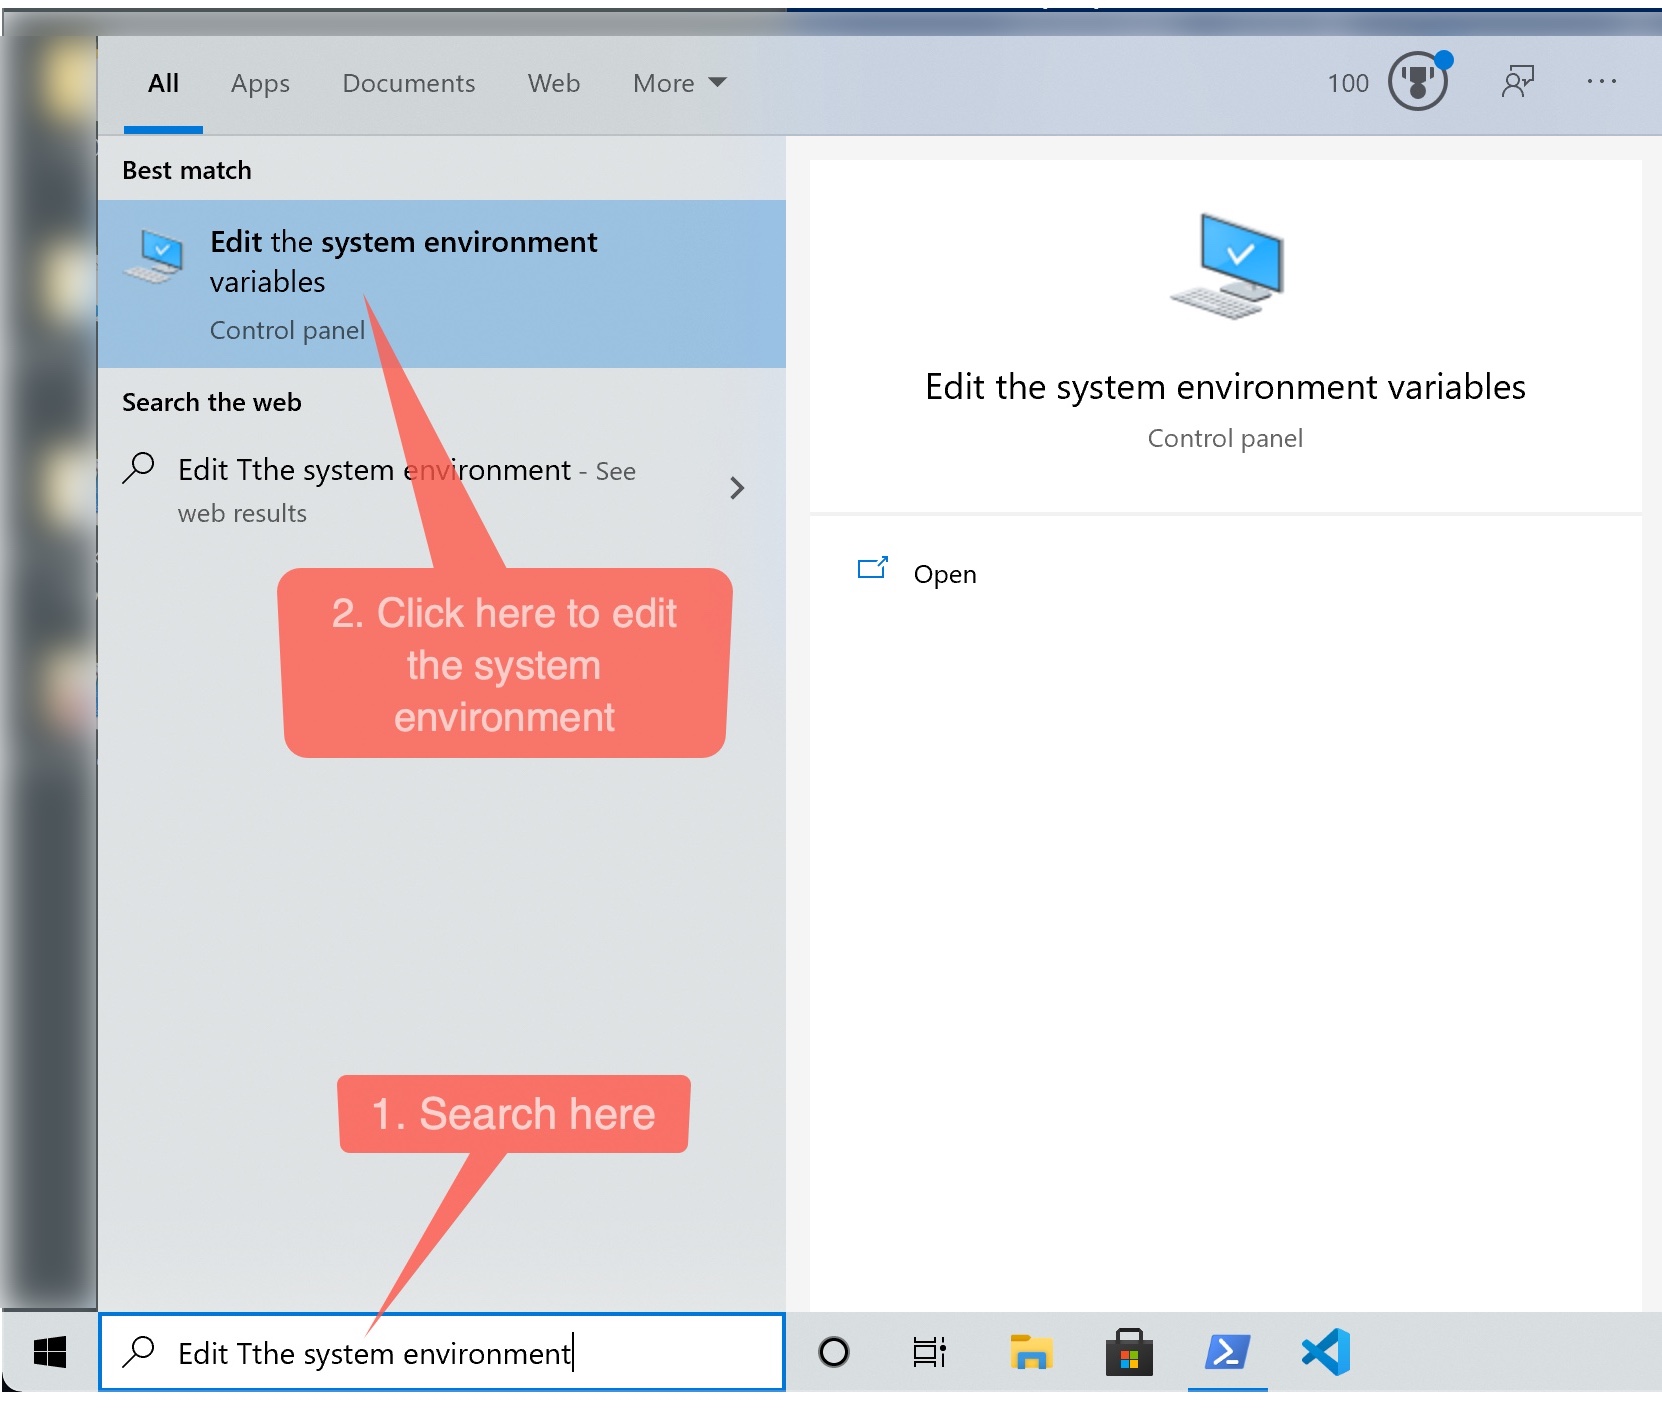 All Apps Documents Web More 100
Best match
Edit the system environment
variables
Control panel
Search the web
Edit Tthe system environment - See
web results
2. Click here to edit
the system
environment
1. Search here
Edit Tthe system environment
Edit the system environment variables
Control panel
Open